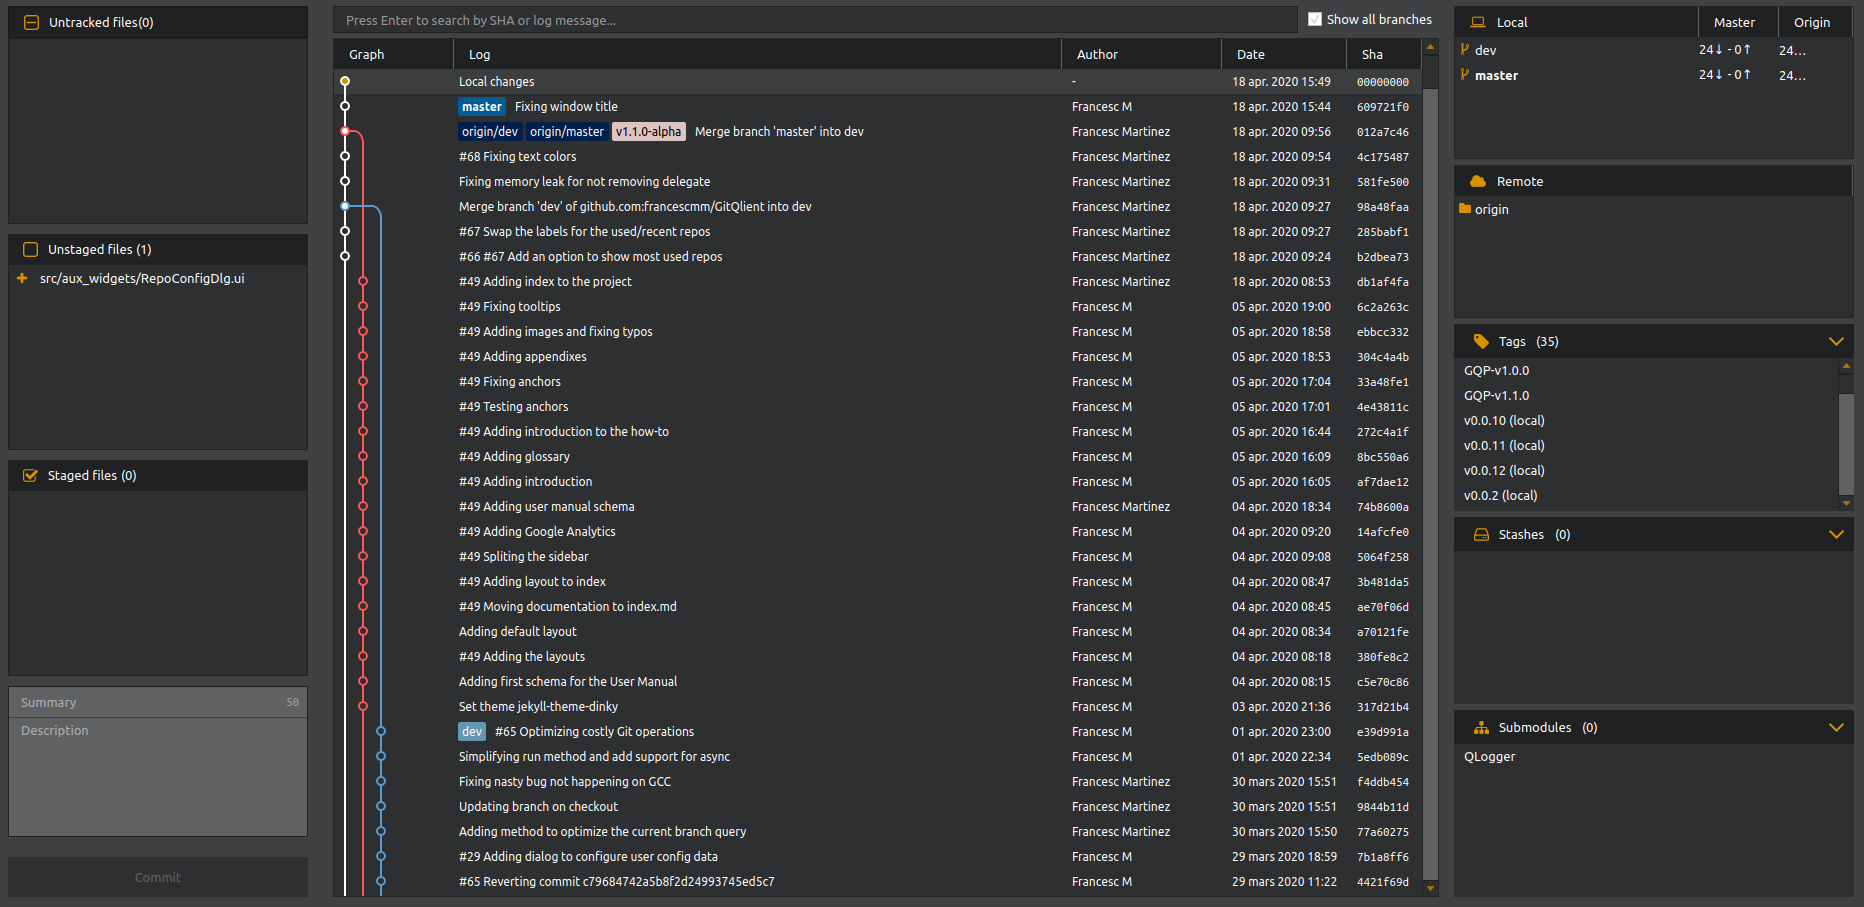 Untracked files(0)
Unstaged files (1)
src/aux_widgets/RepoConfigDlg.ui
Staged files (0)
Summary 50
Description
Commit
Press Enter to search by SHA or log message... Show all branches
Graph Log Author Date Sha
Local changes - 18 apr. 2020 15:49 00000000
master Fixing window title Francesc M 18 apr. 2020 15:44 609721f0
origin/dev origin/master v1.1.0-alpha Merge branch 'master' into dev Francesc Martinez 18 apr. 2020 09:56 012a7c46
#68 Fixing text colors Francesc Martinez 18 apr. 2020 09:54 4c175487
Fixing memory leak for not removing delegate Francesc Martinez 18 apr. 2020 09:31 581fe500
Merge branch 'dev' of github.com:francescmm/GitQlient into dev Francesc Martinez 18 apr. 2020 09:27 98a48faa
#67 Swap the labels for the used/recent repos Francesc Martinez 18 apr. 2020 09:27 285babf1
#66 #67 Add an option to show most used repos Francesc Martinez 18 apr. 2020 09:24 b2dbea73
#49 Adding index to the project Francesc Martinez 18 apr. 2020 08:53 db1af4fa
#49 Fixing tooltips Francesc M 05 apr. 2020 19:00 6c2a263c
#49 Adding images and fixing typos Francesc M 05 apr. 2020 18:58 ebbcc332
#49 Adding appendixes Francesc M 05 apr. 2020 18:53 304c4a4b
#49 Fixing anchors Francesc M 05 apr. 2020 17:04 33a48fe1
#49 Testing anchors Francesc M 05 apr. 2020 17:01 4e43811c
#49 Adding introduction to the how-to Francesc M 05 apr. 2020 16:44 272c4a1f
#49 Adding glossary Francesc M 05 apr. 2020 16:09 8bc550a6
#49 Adding introduction Francesc M 05 apr. 2020 16:05 af7dae12
#49 Adding user manual schema Francesc Martinez 04 apr. 2020 18:34 74b8600a
#49 Adding Google Analytics Francesc M 04 apr. 2020 09:20 14afcfe0
#49 Spliting the sidebar Francesc M 04 apr. 2020 09:08 5064f258
#49 Adding layout to index Francesc M 04 apr. 2020 08:47 3b481da5
#49 Moving documentation to index.md Francesc M 04 apr. 2020 08:45 ae70f06d
Adding default layout Francesc M 04 apr. 2020 08:34 a70121fe
#49 Adding the layouts Francesc M 04 apr. 2020 08:18 380fe8c2
Adding first schema for the User Manual Francesc M 04 apr. 2020 08:15 c5e70c86
Set theme jekyll-theme-dinky Francesc M 03 apr. 2020 21:36 317d21b4
dev #65 Optimizing costly Git operations Francesc M 01 apr. 2020 23:00 e39d991a
Simplifying run method and add support for async Francesc M 01 apr. 2020 22:34 5edb089c
Fixing nasty bug not happening on GCC Francesc Martinez 30 mars 2020 15:51 f4ddb454
Updating branch on checkout Francesc Martinez 30 mars 2020 15:51 9844b11d
Adding method to optimize the current branch query Francesc Martinez 30 mars 2020 15:50 77a60275
#29 Adding dialog to configure user config data Francesc M 29 mars 2020 18:59 7b1a8ff6
#65 Reverting commit c79684742a5b8f2d24993745ed5c7 Francesc M 29 mars 2020 11:22 4421f69d
Local Master Origin
dev 24↓ - 0↑ 24...
master 24↓ - 0↑ 24...
Remote
origin
Tags (35)
GQP-v1.0.0
GQP-v1.1.0
v0.0.10 (local)
v0.0.11 (local)
v0.0.12 (local)
v0.0.2 (local)
Stashes (0)
Submodules (0)
QLogger